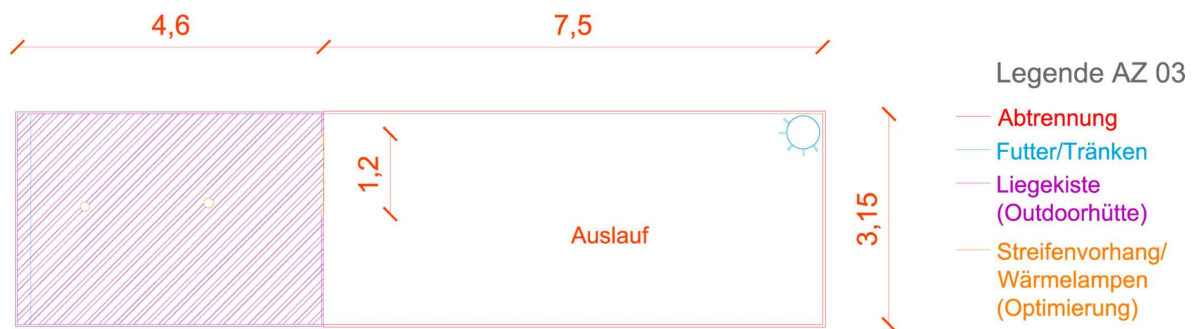 4,6
7,5
1,2
Auslauf
3,15
Legende AZ 03
Abtrennung
Futter/Tränken
Liegekiste
(Outdoorhütte)
Streifenvorhang/
Wärmelampen
(Optimierung)